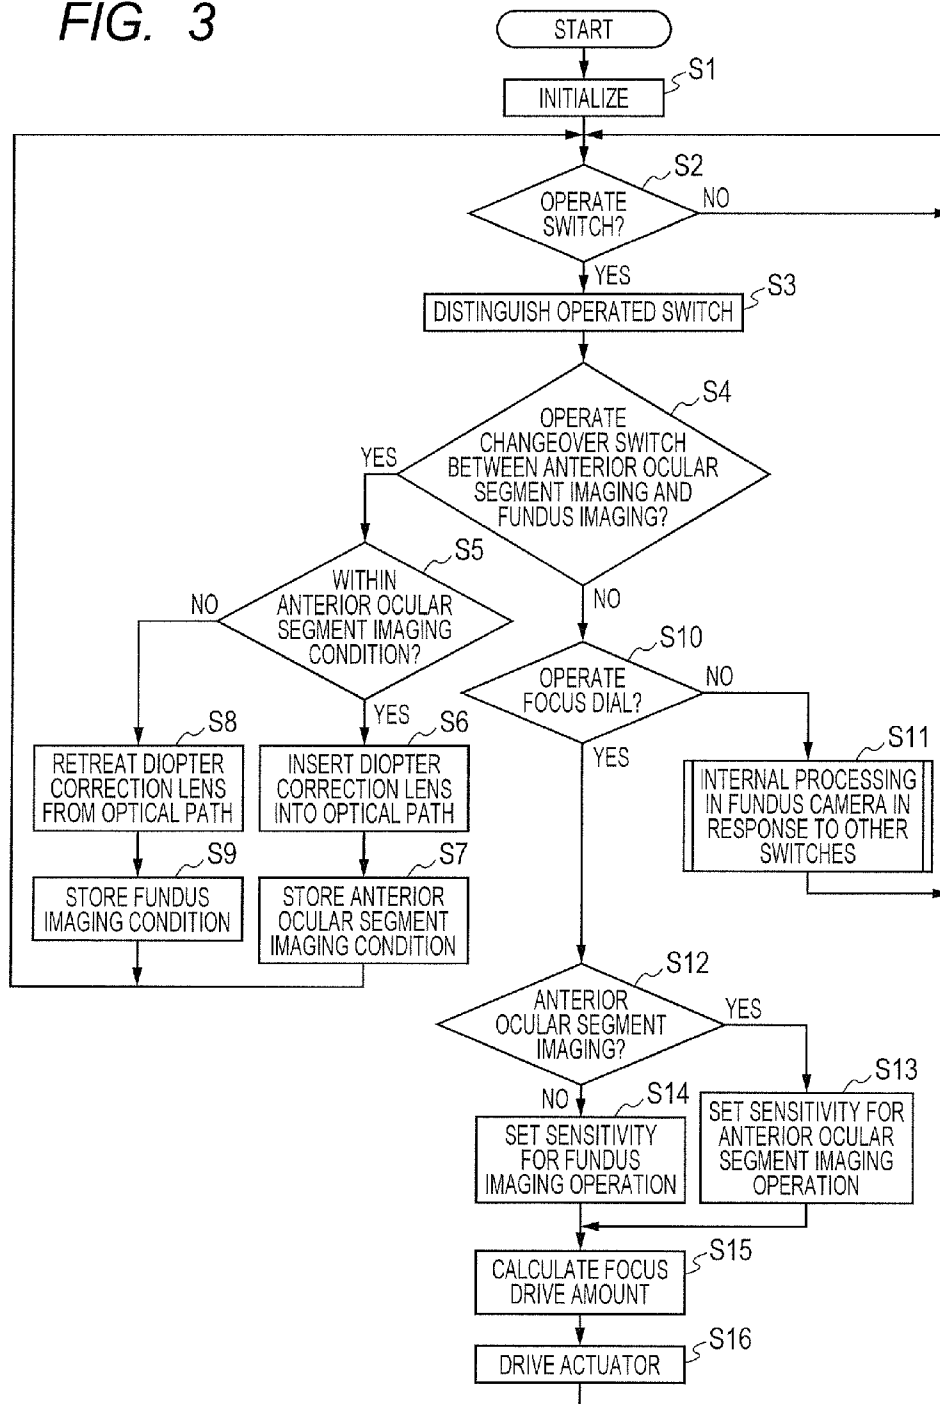 FIG. 3
START
S1
INITIALIZE
S2
OPERATE
SWITCH?
NO
YES
S3
DISTINGUISH OPERATED SWITCH
S4
OPERATE
CHANGEOVER SWITCH
BETWEEN ANTERIOR OCULAR
SEGMENT IMAGING AND
FUNDUS IMAGING?
YES
NO
S5
WITHIN
ANTERIOR OCULAR
SEGMENT IMAGING
CONDITION?
NO
YES
S8
RETREAT DIOPTER
CORRECTION LENS
FROM OPTICAL PATH
S6
INSERT DIOPTER
CORRECTION LENS
INTO OPTICAL PATH
S9
STORE FUNDUS
IMAGING CONDITION
S7
STORE ANTERIOR
OCULAR SEGMENT
IMAGING CONDITION
S10
OPERATE
FOCUS DIAL?
NO
YES
S11
INTERNAL PROCESSING
IN FUNDUS CAMERA IN
RESPONSE TO OTHER
SWITCHES
S12
ANTERIOR
OCULAR SEGMENT
IMAGING?
YES
NO
S14
SET SENSITIVITY
FOR FUNDUS
IMAGING OPERATION
S13
SET SENSITIVITY FOR
ANTERIOR OCULAR
SEGMENT IMAGING
OPERATION
S15
CALCULATE FOCUS
DRIVE AMOUNT
S16
DRIVE ACTUATOR